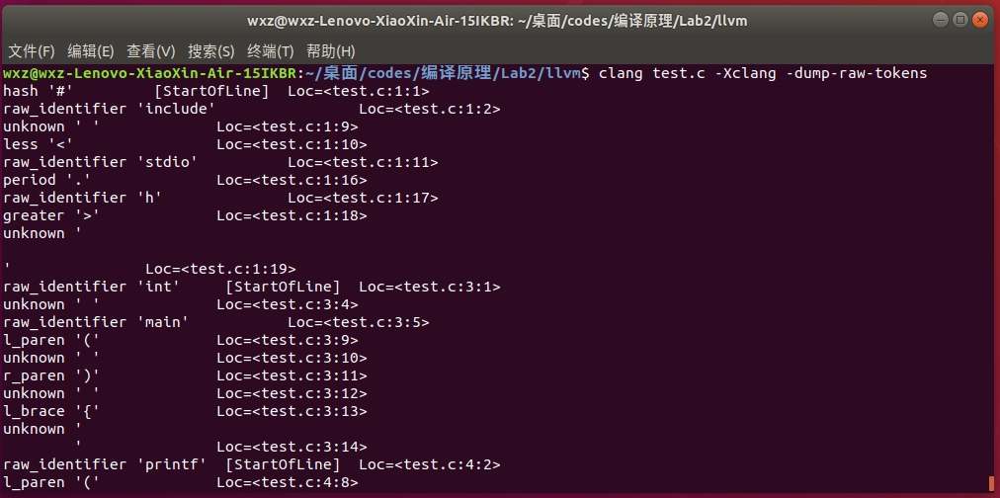 wxz@wxz-Lenovo-XiaoXin-Air-15IKBR: ~/桌面/codes/编译原理/Lab2/llvm
文件(F) 编辑(E) 查看(V) 搜索(S) 终端(T) 帮助(H)
wxz@wxz-Lenovo-XiaoXin-Air-15IKBR:~/桌面/codes/编译原理/Lab2/llvm$ clang test.c -Xclang -dump-raw-tokens
hash '#' [StartOfLine] Loc=<test.c:1:1>
raw_identifier 'include' Loc=<test.c:1:2>
unknown ' ' Loc=<test.c:1:9>
less '<' Loc=<test.c:1:10>
raw_identifier 'stdio' Loc=<test.c:1:11>
period '.' Loc=<test.c:1:16>
raw_identifier 'h' Loc=<test.c:1:17>
greater '>' Loc=<test.c:1:18>
unknown '
' Loc=<test.c:1:19>
raw_identifier 'int' [StartOfLine] Loc=<test.c:3:1>
unknown ' ' Loc=<test.c:3:4>
raw_identifier 'main' Loc=<test.c:3:5>
l_paren '(' Loc=<test.c:3:9>
unknown ' ' Loc=<test.c:3:10>
r_paren ')' Loc=<test.c:3:11>
unknown ' ' Loc=<test.c:3:12>
l_brace '{' Loc=<test.c:3:13>
unknown '
' Loc=<test.c:3:14>
raw_identifier 'printf' [StartOfLine] Loc=<test.c:4:2>
l_paren '(' Loc=<test.c:4:8>